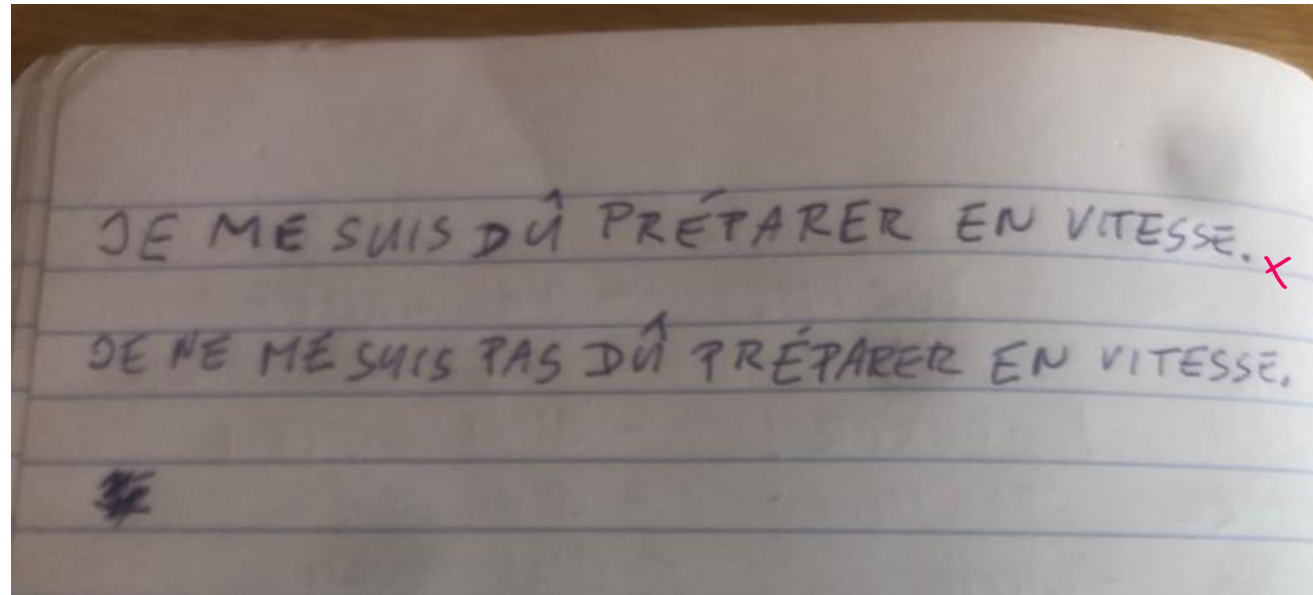 JE ME SUIS DÛ PRÉPARER EN VITESSE. x
JE NE ME SUIS PAS DÛ PRÉPARER EN VITESSE.